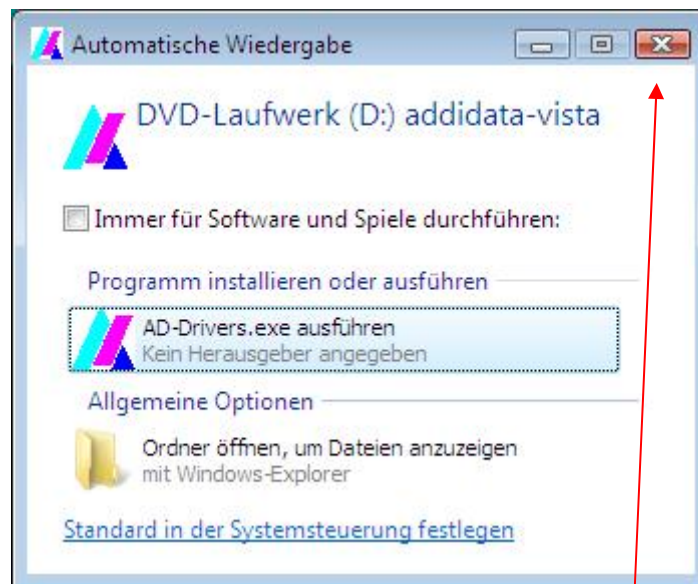 Automatische Wiedergabe
DVD-Laufwerk (D:) addidata-vista
Immer für Software und Spiele durchführen:
Programm installieren oder ausführen
AD-Drivers.exe ausführen
Kein Herausgeber angegeben
Allgemeine Optionen
Ordner öffnen, um Dateien anzuzeigen
mit Windows-Explorer
Standard in der Systemsteuerung festlegen